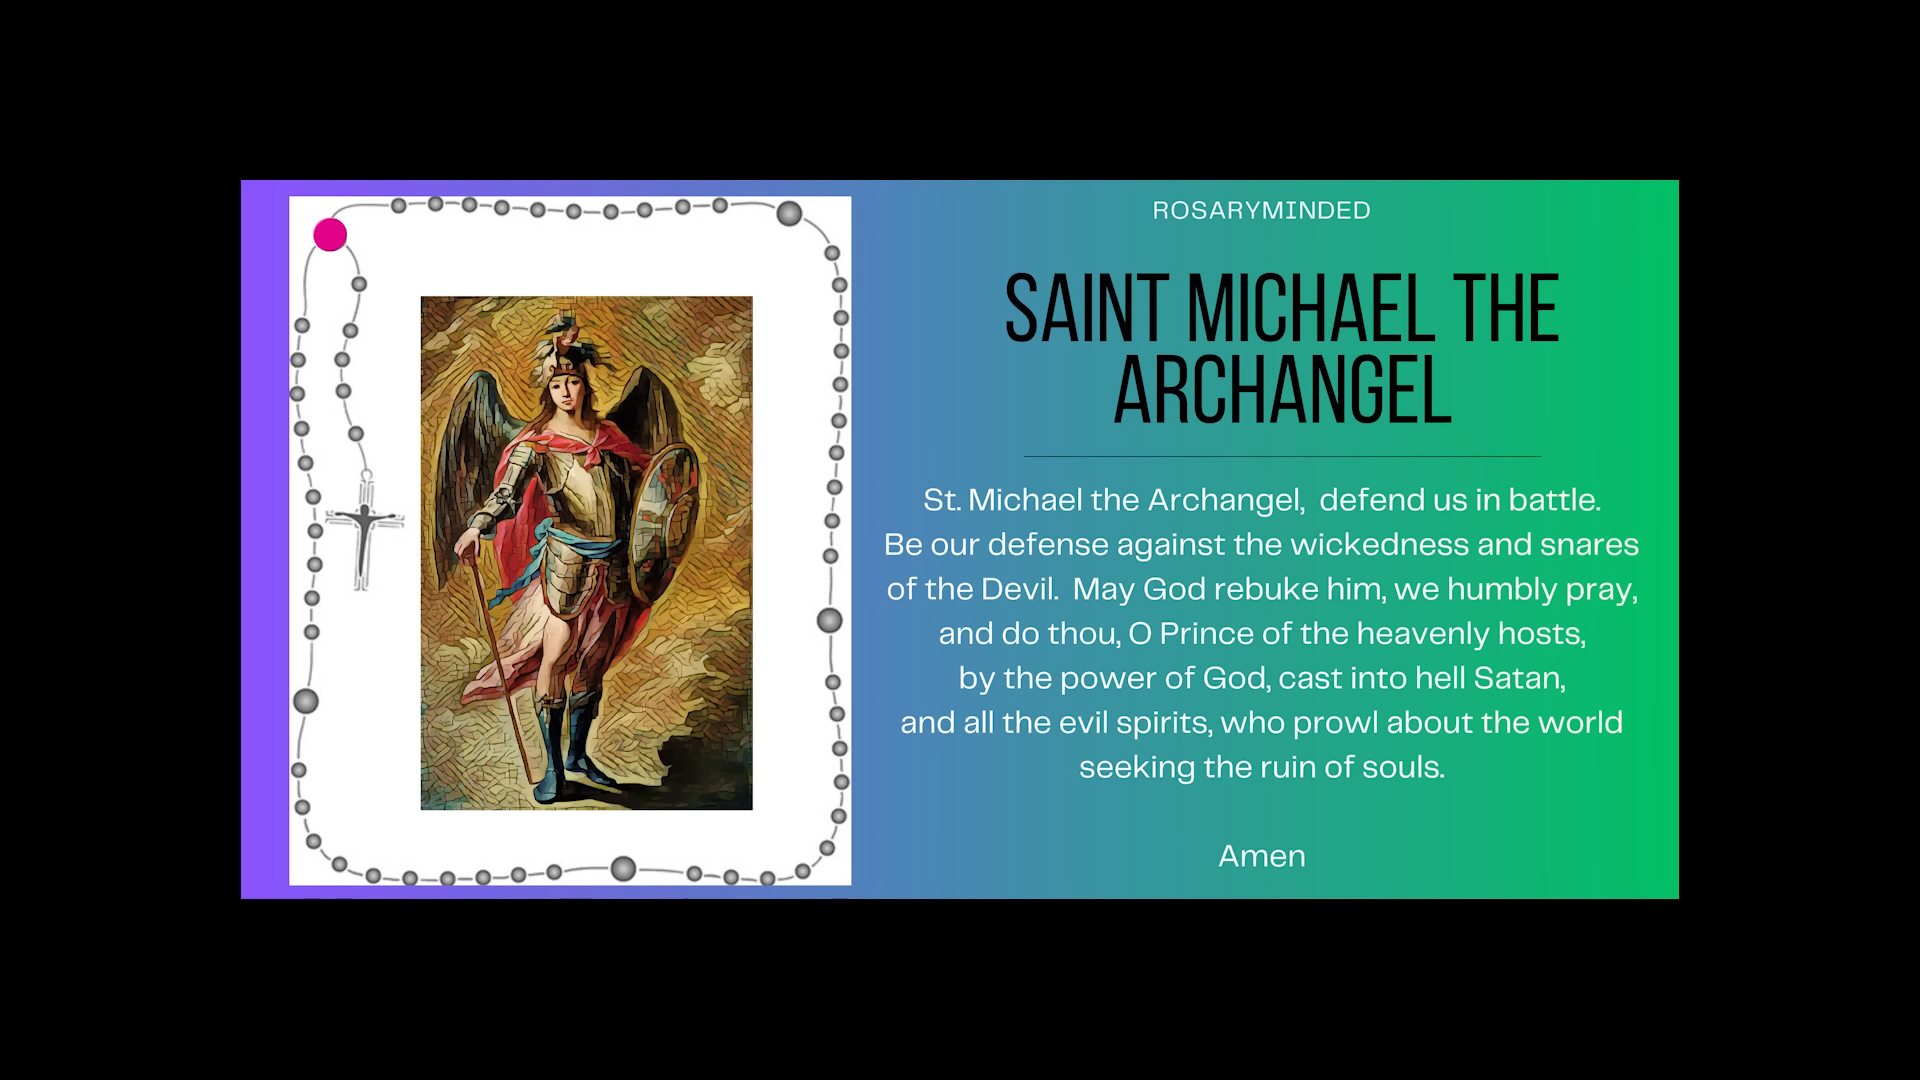 ROSARYMINDED
SAINT MICHAEL THE
ARCHANGEL
St. Michael the Archangel,  defend us in battle.
Be our defense against the wickedness and snares
of the Devil.  May God rebuke him, we humbly pray,
and do thou, O Prince of the heavenly hosts,
by the power of God, cast into hell Satan,
and all the evil spirits, who prowl about the world
seeking the ruin of souls.
Amen